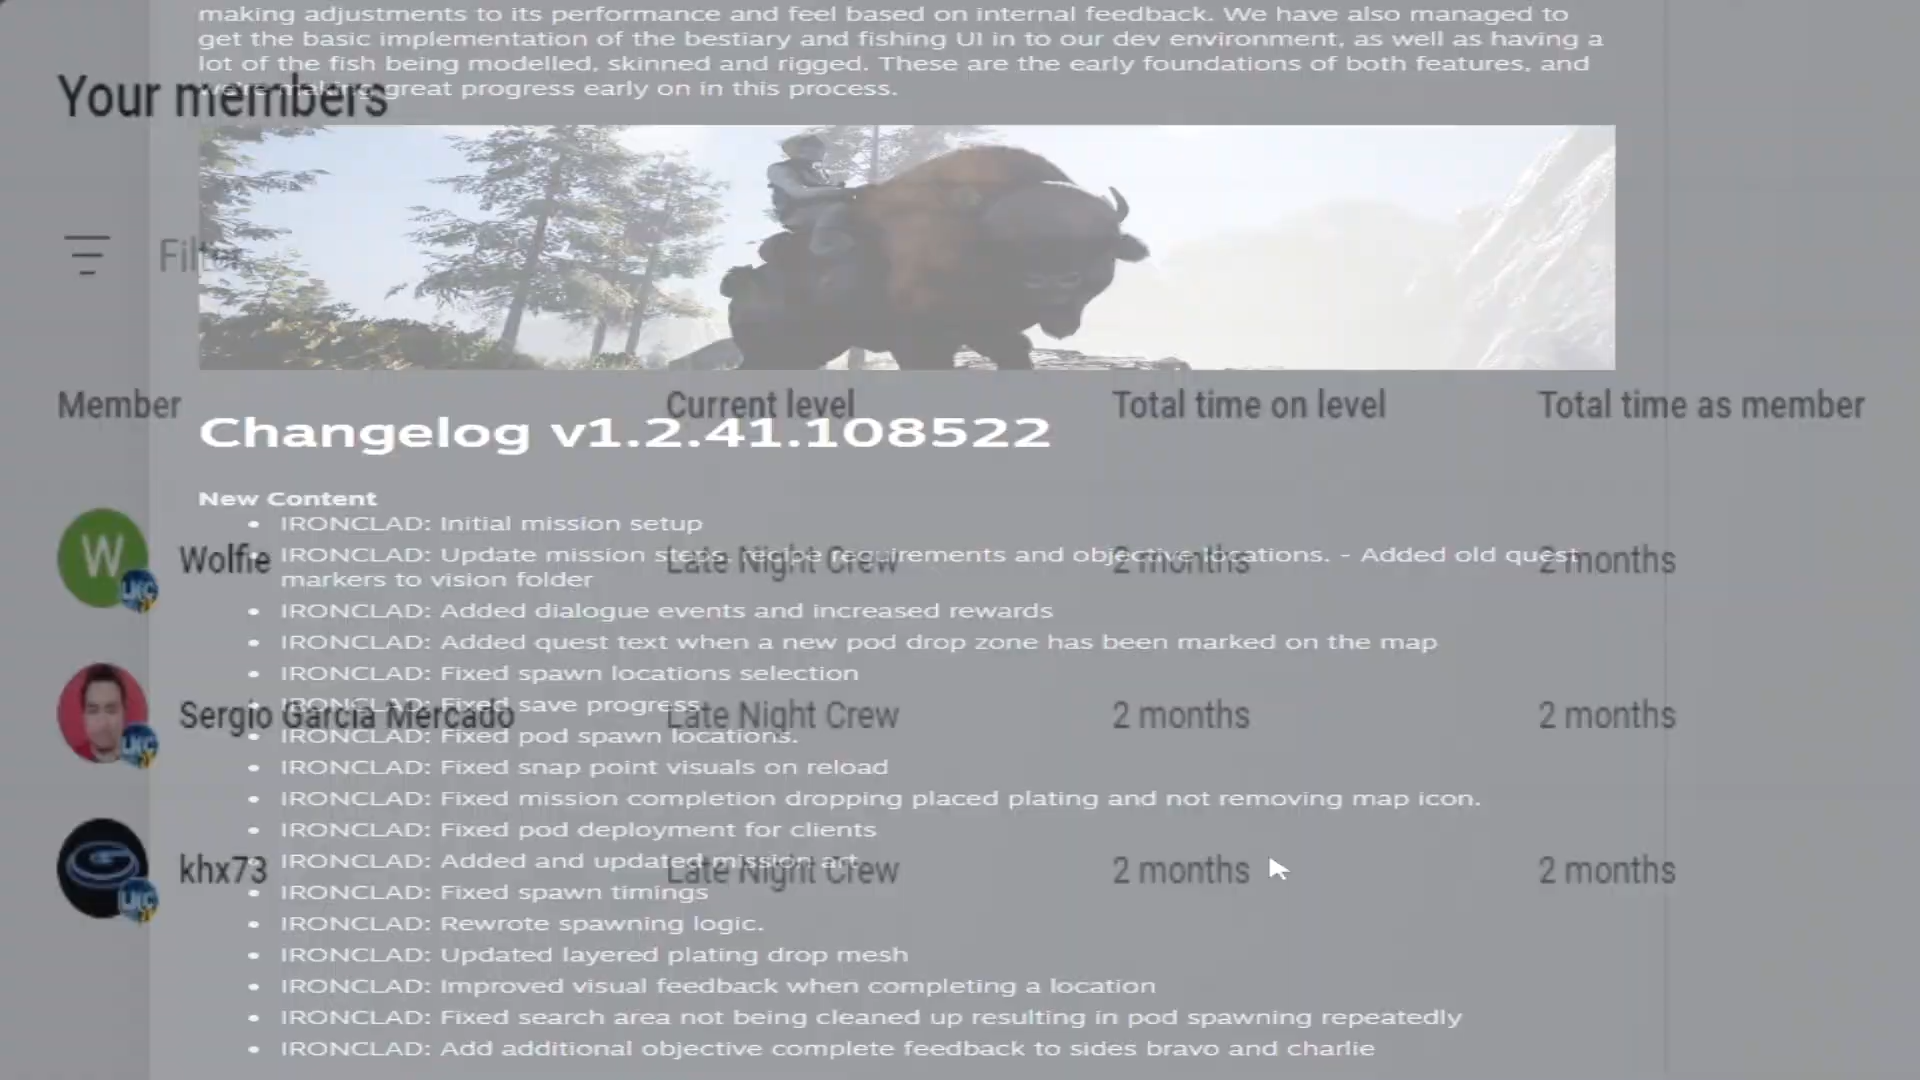 making adjustments to its performance and feel based on internal feedback. We have also managed to
get the basic implementation of the bestiary and fishing UI in to our dev environment, as well as having a
lot of the fish being modelled, skinned and rigged. These are the early foundations of both features, and
we're making great progress early on in this process.
Your members
Filter
Member Current level Total time on level Total time as member
Changelog v1.2.41.108522
New Content
IRONCLAD: Initial mission setup
IRONCLAD: Update mission steps, recipe requirements and objective locations. - Added old quest
markers to vision folder
W Wolfie Late Night Crew 2 months 2 months
IRONCLAD: Added dialogue events and increased rewards
IRONCLAD: Added quest text when a new pod drop zone has been marked on the map
IRONCLAD: Fixed spawn locations selection
IRONCLAD: Fixed save progress
Sergio Garcia Mercado Late Night Crew 2 months 2 months
IRONCLAD: Fixed pod spawn locations.
IRONCLAD: Fixed snap point visuals on reload
IRONCLAD: Fixed mission completion dropping placed plating and not removing map icon.
IRONCLAD: Fixed pod deployment for clients
IRONCLAD: Added and updated mission art
khx73 Late Night Crew 2 months 2 months
IRONCLAD: Fixed spawn timings
IRONCLAD: Rewrote spawning logic.
IRONCLAD: Updated layered plating drop mesh
IRONCLAD: Improved visual feedback when completing a location
IRONCLAD: Fixed search area not being cleaned up resulting in pod spawning repeatedly
IRONCLAD: Add additional objective complete feedback to sides bravo and charlie